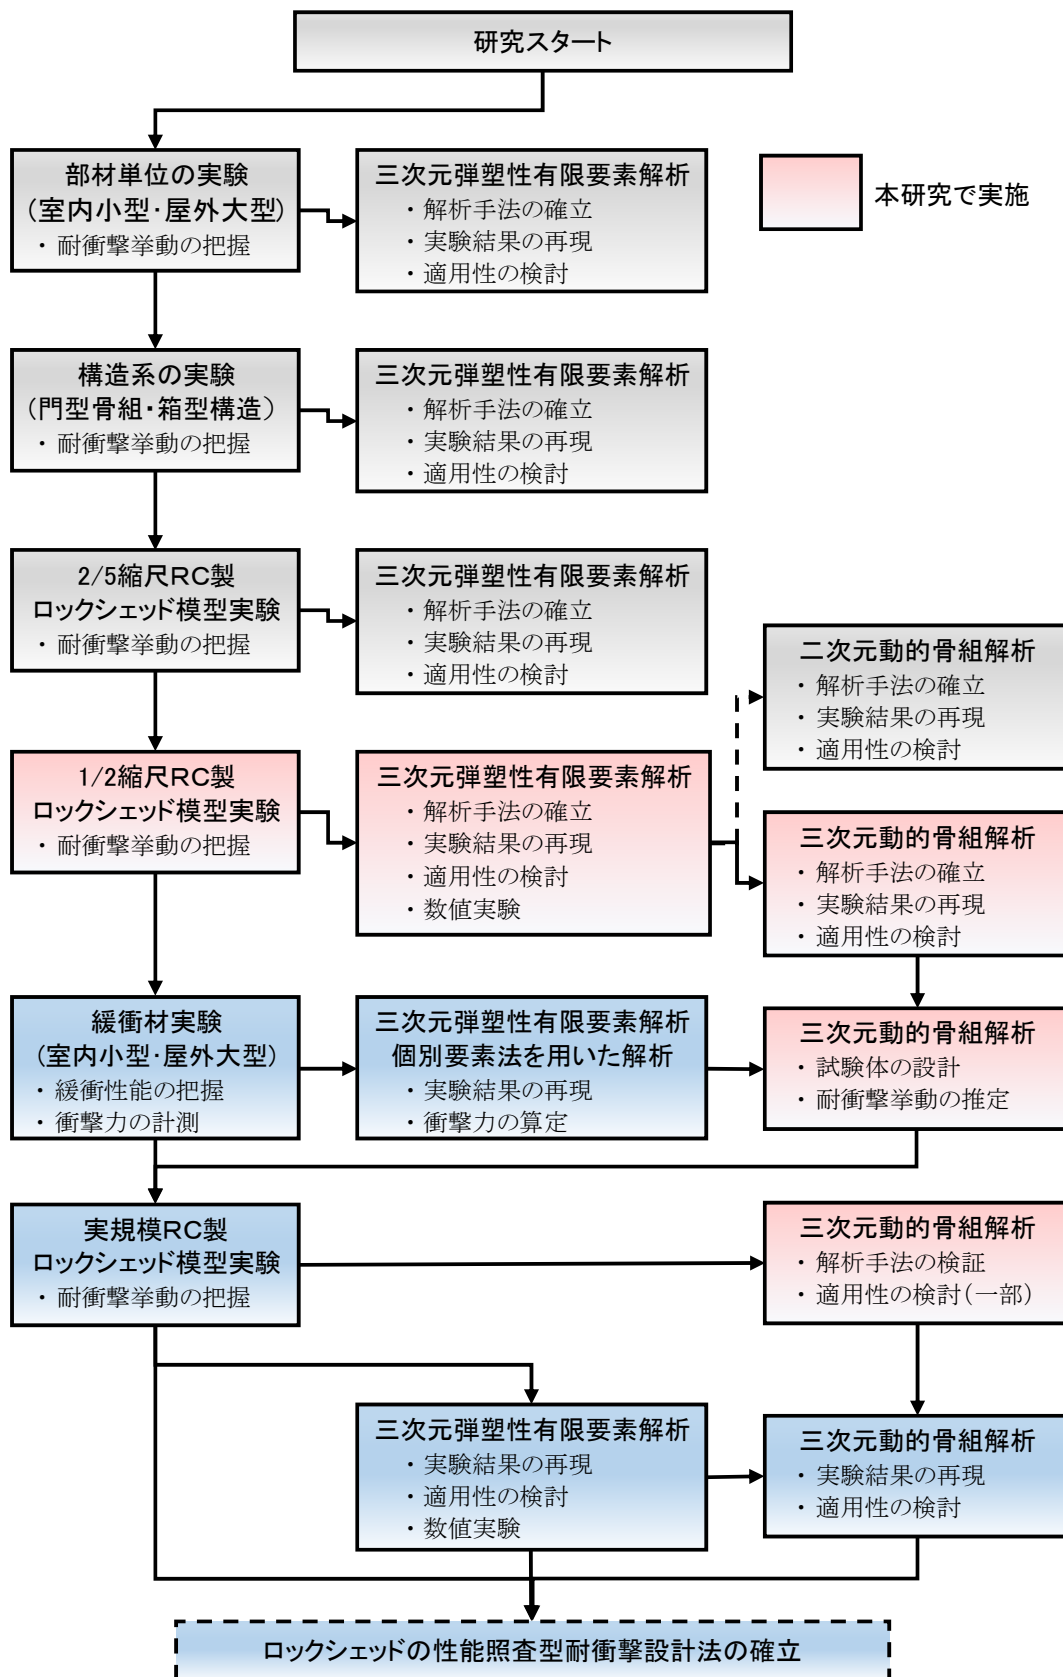 研究スタート
部材単位の実験
(室内小型･屋外大型)
・耐衝撃挙動の把握
三次元弾塑性有限要素解析
・解析手法の確立
・実験結果の再現
・適用性の検討
本研究で実施
構造系の実験
(門型骨組・箱型構造)
・耐衝撃挙動の把握
三次元弾塑性有限要素解析
・解析手法の確立
・実験結果の再現
・適用性の検討
2/5縮尺RC製
ロックシェッド模型実験
・耐衝撃挙動の把握
三次元弾塑性有限要素解析
・解析手法の確立
・実験結果の再現
・適用性の検討
二次元動的骨組解析
・解析手法の確立
・実験結果の再現
・適用性の検討
1/2縮尺RC製
ロックシェッド模型実験
・耐衝撃挙動の把握
三次元弾塑性有限要素解析
・解析手法の確立
・実験結果の再現
・適用性の検討
・数値実験
三次元動的骨組解析
・解析手法の確立
・実験結果の再現
・適用性の検討
緩衝材実験
(室内小型･屋外大型)
・緩衝性能の把握
・衝撃力の計測
三次元弾塑性有限要素解析
個別要素法を用いた解析
・実験結果の再現
・衝撃力の算定
三次元動的骨組解析
・試験体の設計
・耐衝撃挙動の推定
実規模RC製
ロックシェッド模型実験
・耐衝撃挙動の把握
三次元動的骨組解析
・解析手法の検証
・適用性の検討(一部)
三次元弾塑性有限要素解析
・実験結果の再現
・適用性の検討
・数値実験
三次元動的骨組解析
・実験結果の再現
・適用性の検討
ロックシェッドの性能照査型耐衝撃設計法の確立